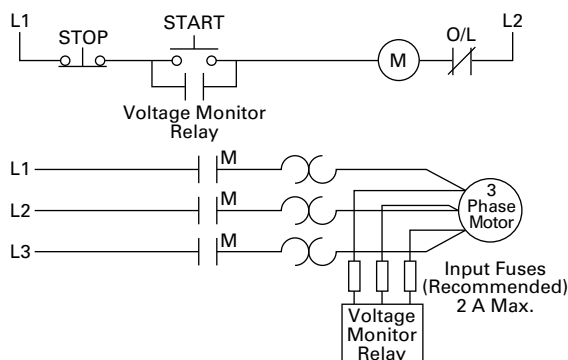 L1
STOP
START
M
O/L
L2
Voltage Monitor
Relay
L1
M
L2
M
L3
M
3
Phase
Motor
Input Fuses
(Recommended)
2 A Max.
Voltage
Monitor
Relay